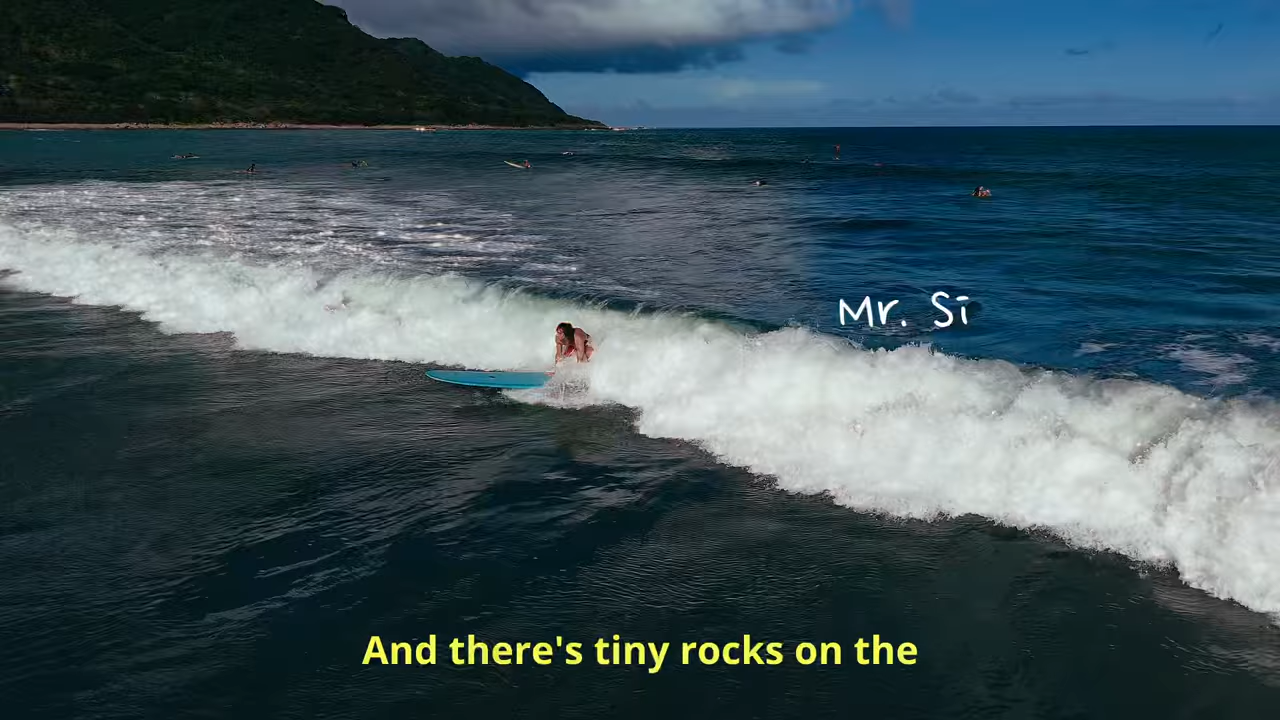 Mr. Si
And there's tiny rocks on the